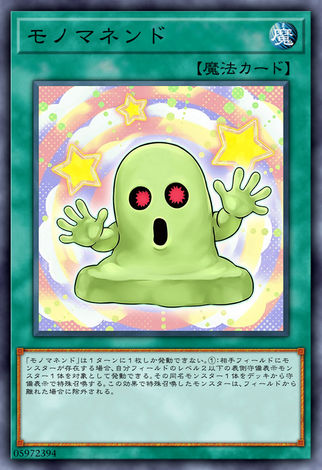 モノマネンド
魔
【魔法カード】
「モノマネンド」は1ターンに1枚しか発動できない。①:相手フィールドにモ
ンスターが存在する場合、自分フィールドのレベル2以下の表側守備表示モ
ンスター1体を対象として発動できる。その同名モンスター1体をデッキから守
備表示で特殊召喚する。この効果で特殊召喚したモンスターは、フィールドから
離れた場合に除外される。
05972394